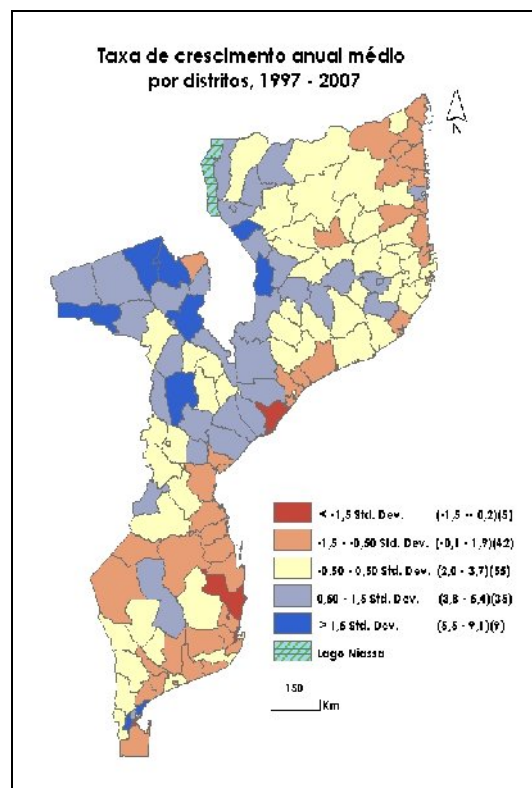 Taxa de crescimento anual médio
por distritos, 1997 - 2007
< -1,5 Std. Dev. (-1,5 -- 0,2)(5)
-1,5 - -0,50 Std. Dev. (-0,1 - 1,9)(42)
-0,50 - 0,50 Std. Dev. (2,0 - 3,7)(55)
0,50 - 1,5 Std. Dev. (3,8 - 5,4)(35)
> 1,5 Std. Dev. (5,5 - 9,1)(9)
Lago Niassa
150
Km